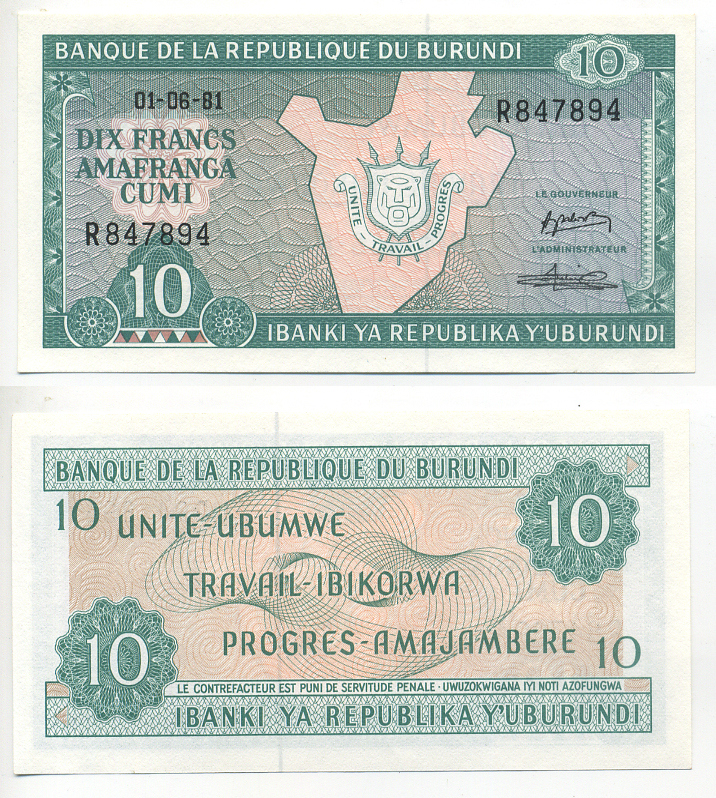 BANQUE DE LA REPUBLIQUE DU BURUNDI
10
01-06-81
R847894
DIX FRANCS
AMAFRANGA
CUMI
R847894
LE GOUVERNEUR
L'ADMINISTRATEUR
UNITE - TRAVAIL - PROGRES
10
IBANKI YA REPUBLIKA Y'UBURUNDI
BANQUE DE LA REPUBLIQUE DU BURUNDI
10
10
UNITE-UBUMWE
TRAVAIL-IBIKORWA
PROGRES-AMAJAMBERE
10
10
LE CONTREFACTEUR EST PUNI DE SERVITUDE PENALE - UWUZOKWIGANA IYI NOTI AZOFUNGWA
IBANKI YA REPUBLIKA Y'UBURUNDI